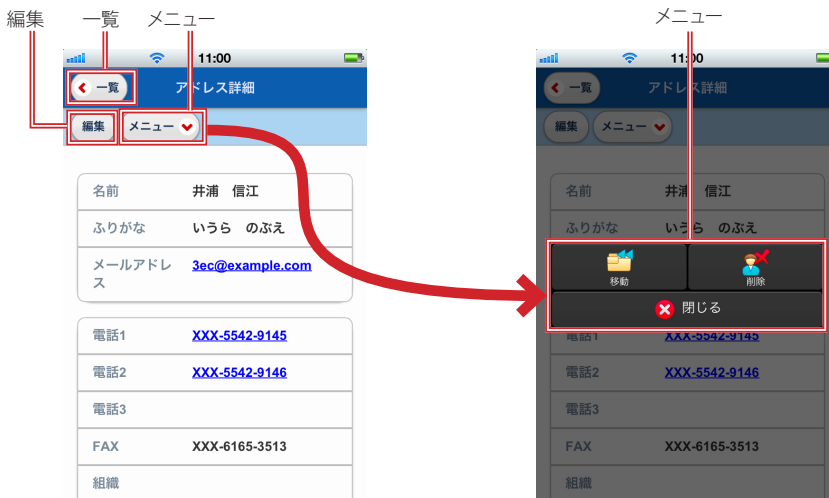 編集 一覧 メニュー
11:00
一覧 アドレス詳細
編集 メニュー
名前 井浦 信江
ふりがな いうら のぶえ
メールアドレ 3ec@example.com
ス
電話1 XXX-5542-9145
電話2 XXX-5542-9146
電話3
FAX XXX-6165-3513
組織
メニュー
11:00
一覧 アドレス詳細
編集 メニュー
名前 井浦 信江
ふりがな いうら のぶえ
移動 削除
閉じる
電話1 XXX-5542-9145
電話2 XXX-5542-9146
電話3
FAX XXX-6165-3513
組織